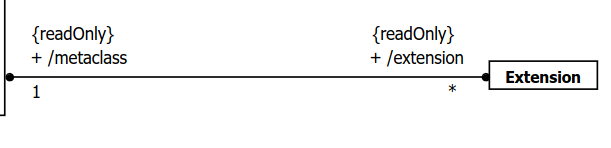 {readOnly}
+ /metaclass
1
{readOnly}
+ /extension
*
Extension